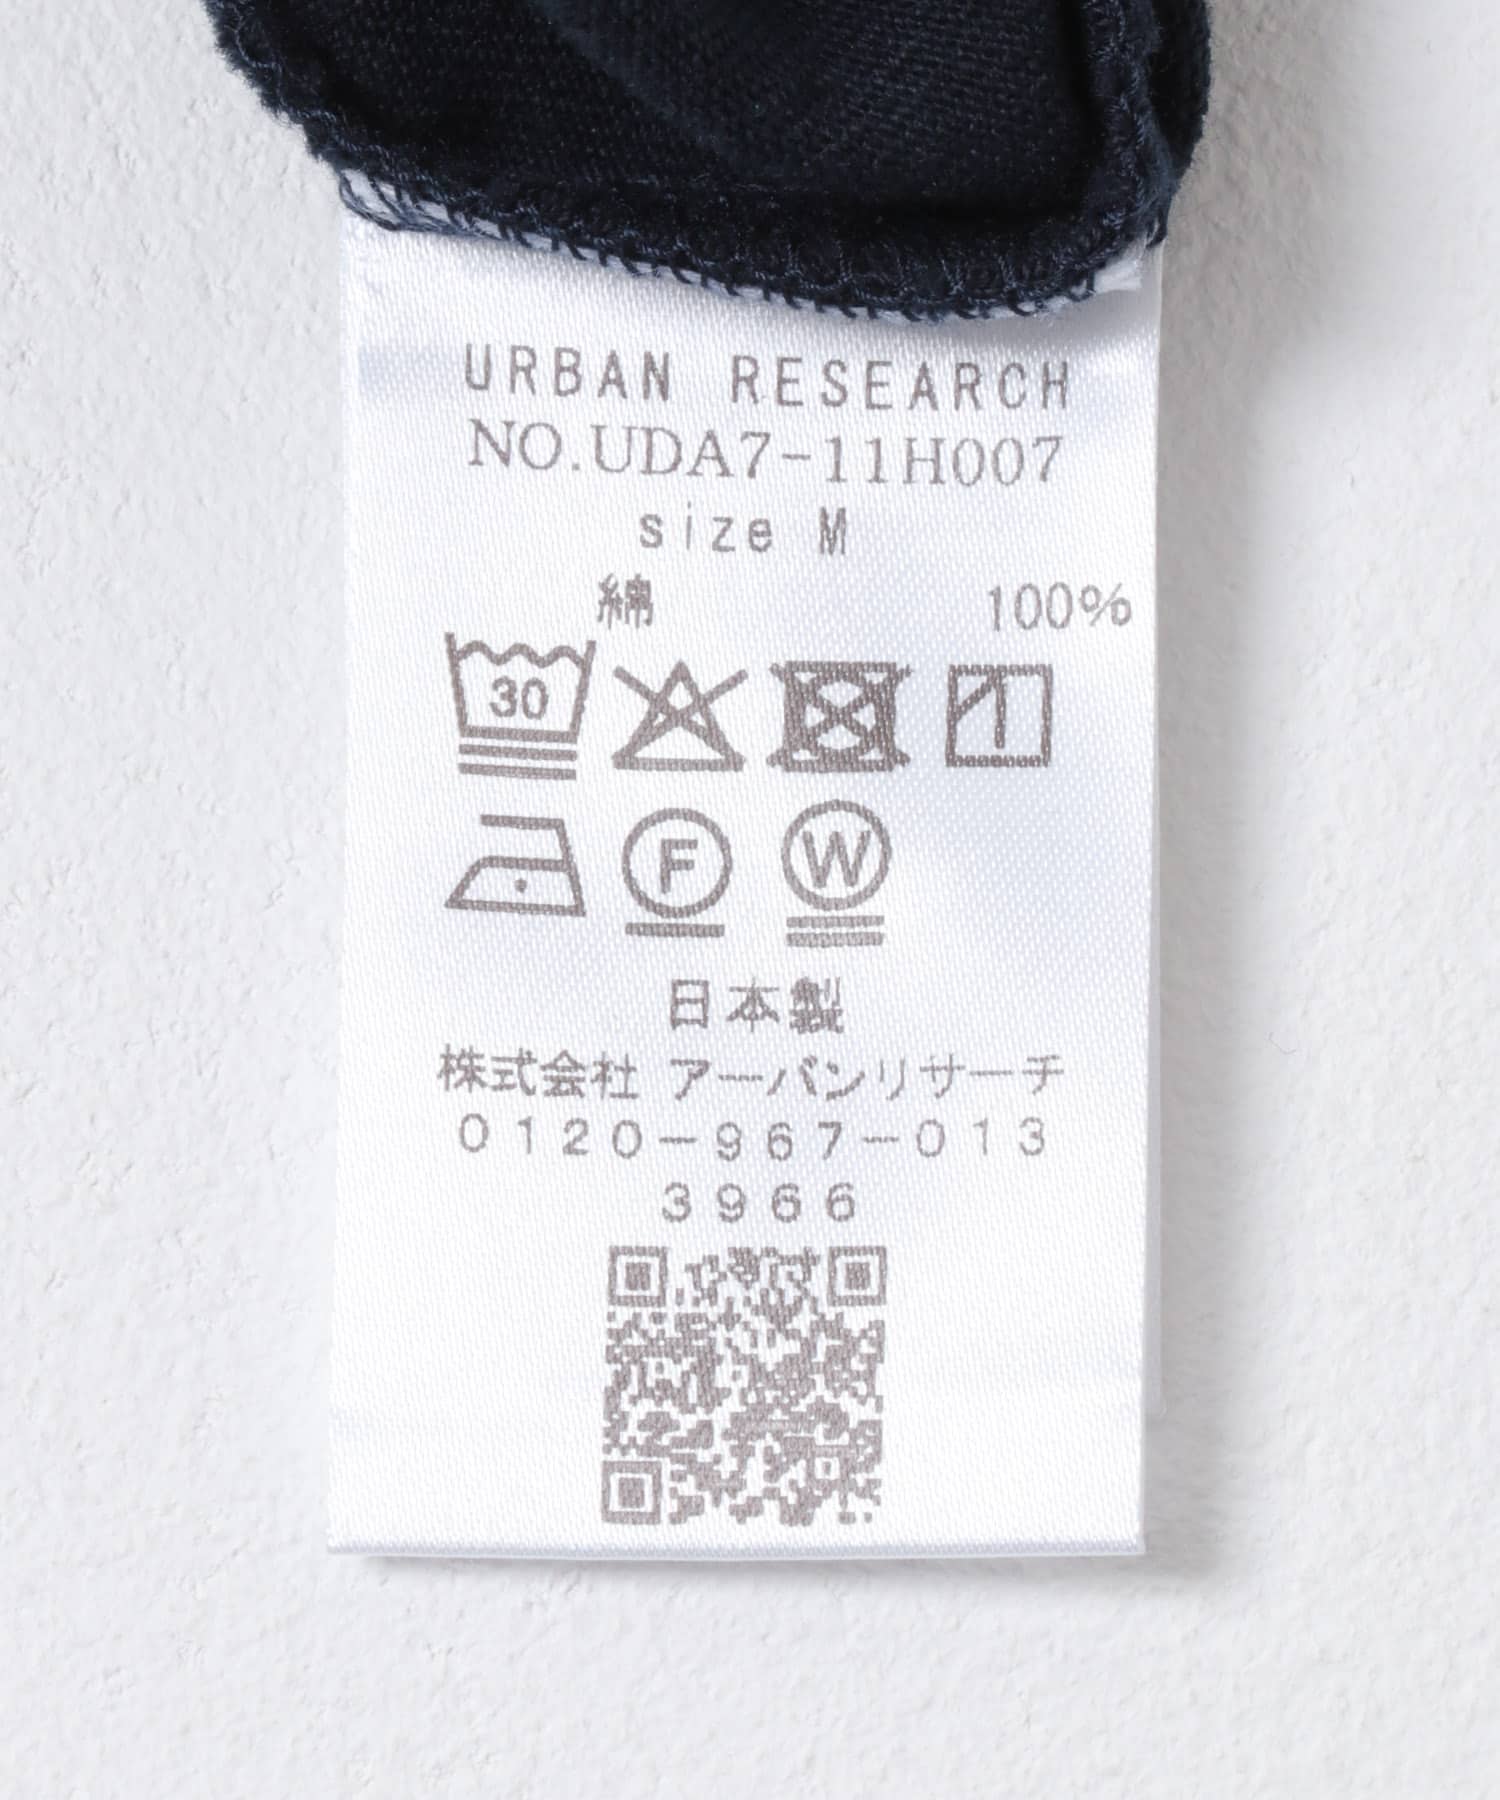 URBAN RESEARCH
NO.UDA7-11H007
size M
綿 100%
30
F W
日本製
株式会社 アーバンリサーチ
0120-967-013
3966